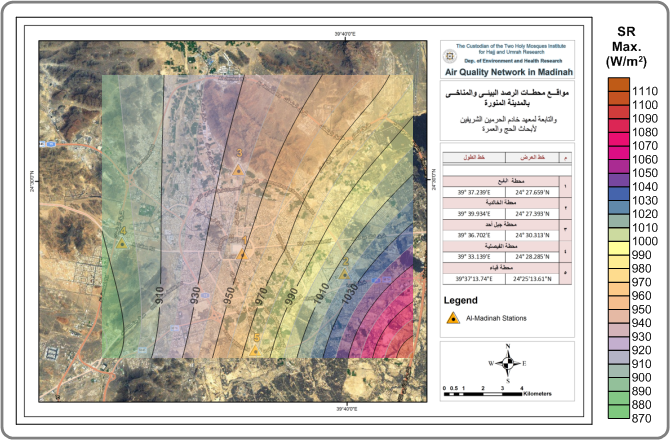 39°40'0"E
SR
Max.
(W/m²)
The Custodian of the Two Holy Mosques Institute
for Hajj and Umrah Research
Dep. of Environment and Health Research
Air Quality Network in Madinah
مواقع محطات الرصد البيئي والمناخي
بالمدينة المنورة
والتابعة لمعهد خادم الحرمين الشريفين
لأبحاث الحج والعمرة
خط الطول خط العرض م
محطة البقيع
39° 37.239'E 24° 27.659'N ١
محطة الخالدية
39° 39.934'E 24° 27.393'N ٢
محطة جبل أحد
39° 36.702'E 24° 30.313'N ٣
محطة الفيصلية
39° 33.139'E 24° 28.285'N ٤
محطة قباء
39°37'13.74"E 24°25'13.61"N ٥
Legend
Al-Madinah Stations
N
W E
S
0 0.5 1 2 3 4
Kilometers
24°30'0"N
24°30'0"N
910
930
950
970
990
1010
1030
39°40'0"E
1110
1100
1090
1080
1070
1060
1050
1040
1030
1020
1010
1000
990
980
970
960
950
940
930
920
910
900
890
880
870